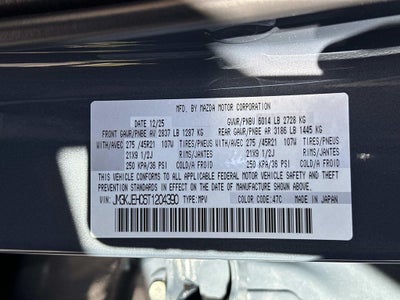 MFD. BY MAZDA MOTOR CORPORATION
DATE 12/25 GVWR/PNBV 6014 LB 2728 KG
FRONT GAWR/PNBE AV 2837 LB 1287 KG REAR GAWR/PNBE AR 3186 LB 1445 KG
WITH/AVEC 275 /45R21 107W TIRES/PNEUS WITH/AVEC 275 /45R21 107W TIRES/PNEUS
21X9 1/2J RIMS/JANTES 21X9 1/2J RIMS/JANTES
250 KPA/36 PSI COLD/A FROID 250 KPA/36 PSI COLD/A FROID
THIS VEHICLE CONFORMS TO ALL APPLICABLE FEDERAL MOTOR VEHICLE SAFETY AND
THEFT PREVENTION STANDARDS IN EFFECT ON THE DATE OF MANUFACTURE SHOWN ABOVE.
VIN: JM3KJEHC6T1204390 TYPE:MPV COLOR CODE:47C MADE IN JAPAN